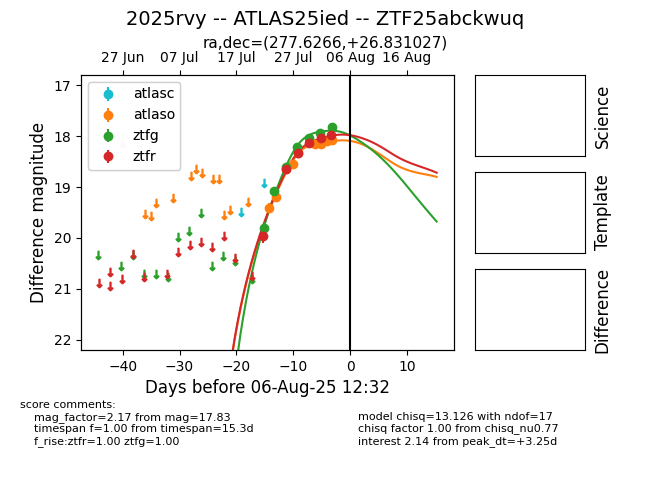 2025rvy -- ATLAS25ied -- ZTF25abckwuq
ra,dec=(277.6266,+26.831027)
27 Jun 07 Jul 17 Jul 27 Jul 06 Aug 16 Aug
atlasc
atlaso
ztfg
ztfr
17
18
19
20
21
22
Difference magnitude
−40 −30 −20 −10 0 10
Days before 06-Aug-25 12:32
Science
Template
Difference
score comments:
mag_factor=2.17 from mag=17.83
timespan f=1.00 from timespan=15.3d
f_rise:ztfr=1.00 ztfg=1.00
model chisq=13.126 with ndof=17
chisq factor 1.00 from chisq_nu0.77
interest 2.14 from peak_dt=+3.25d